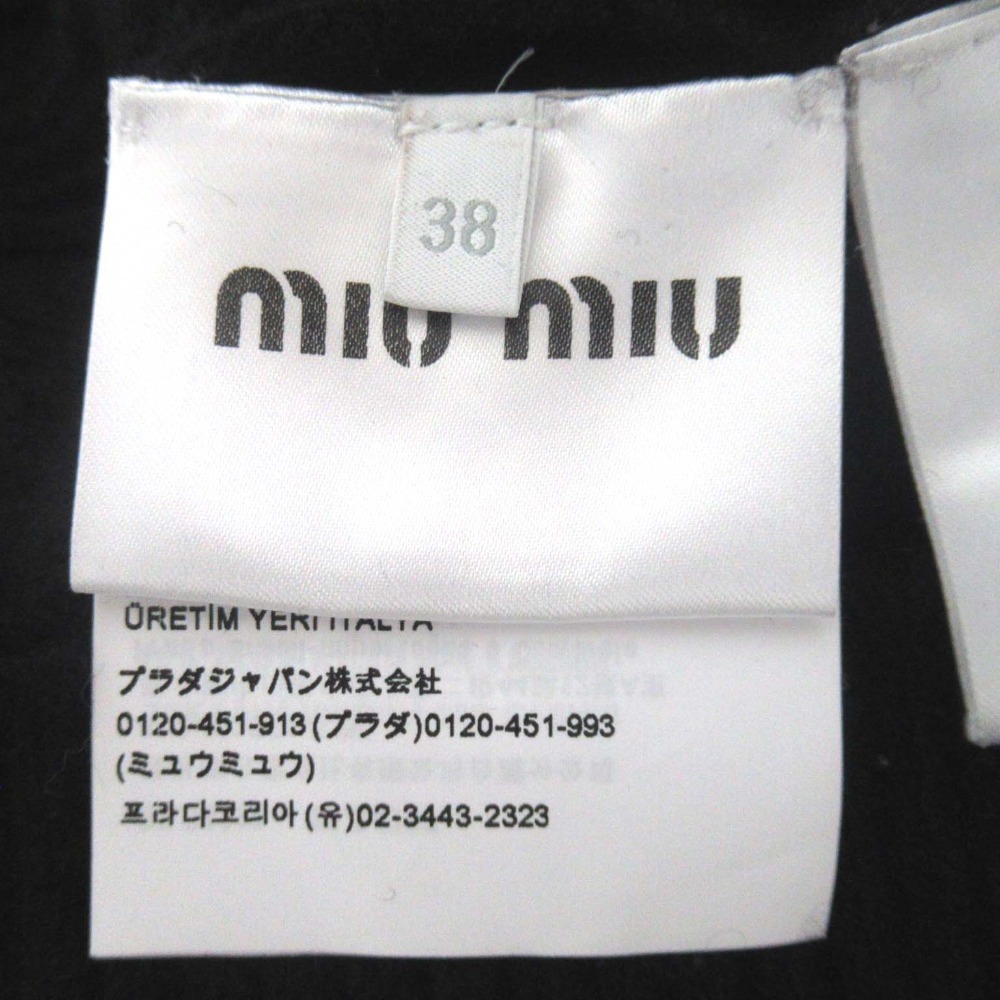 38
miu miu
ÜRETİM YERİ İTALYA
プラダジャパン株式会社
0120-451-913(プラダ)0120-451-993
(ミュウミュウ)
프라다코리아(유)02-3443-2323